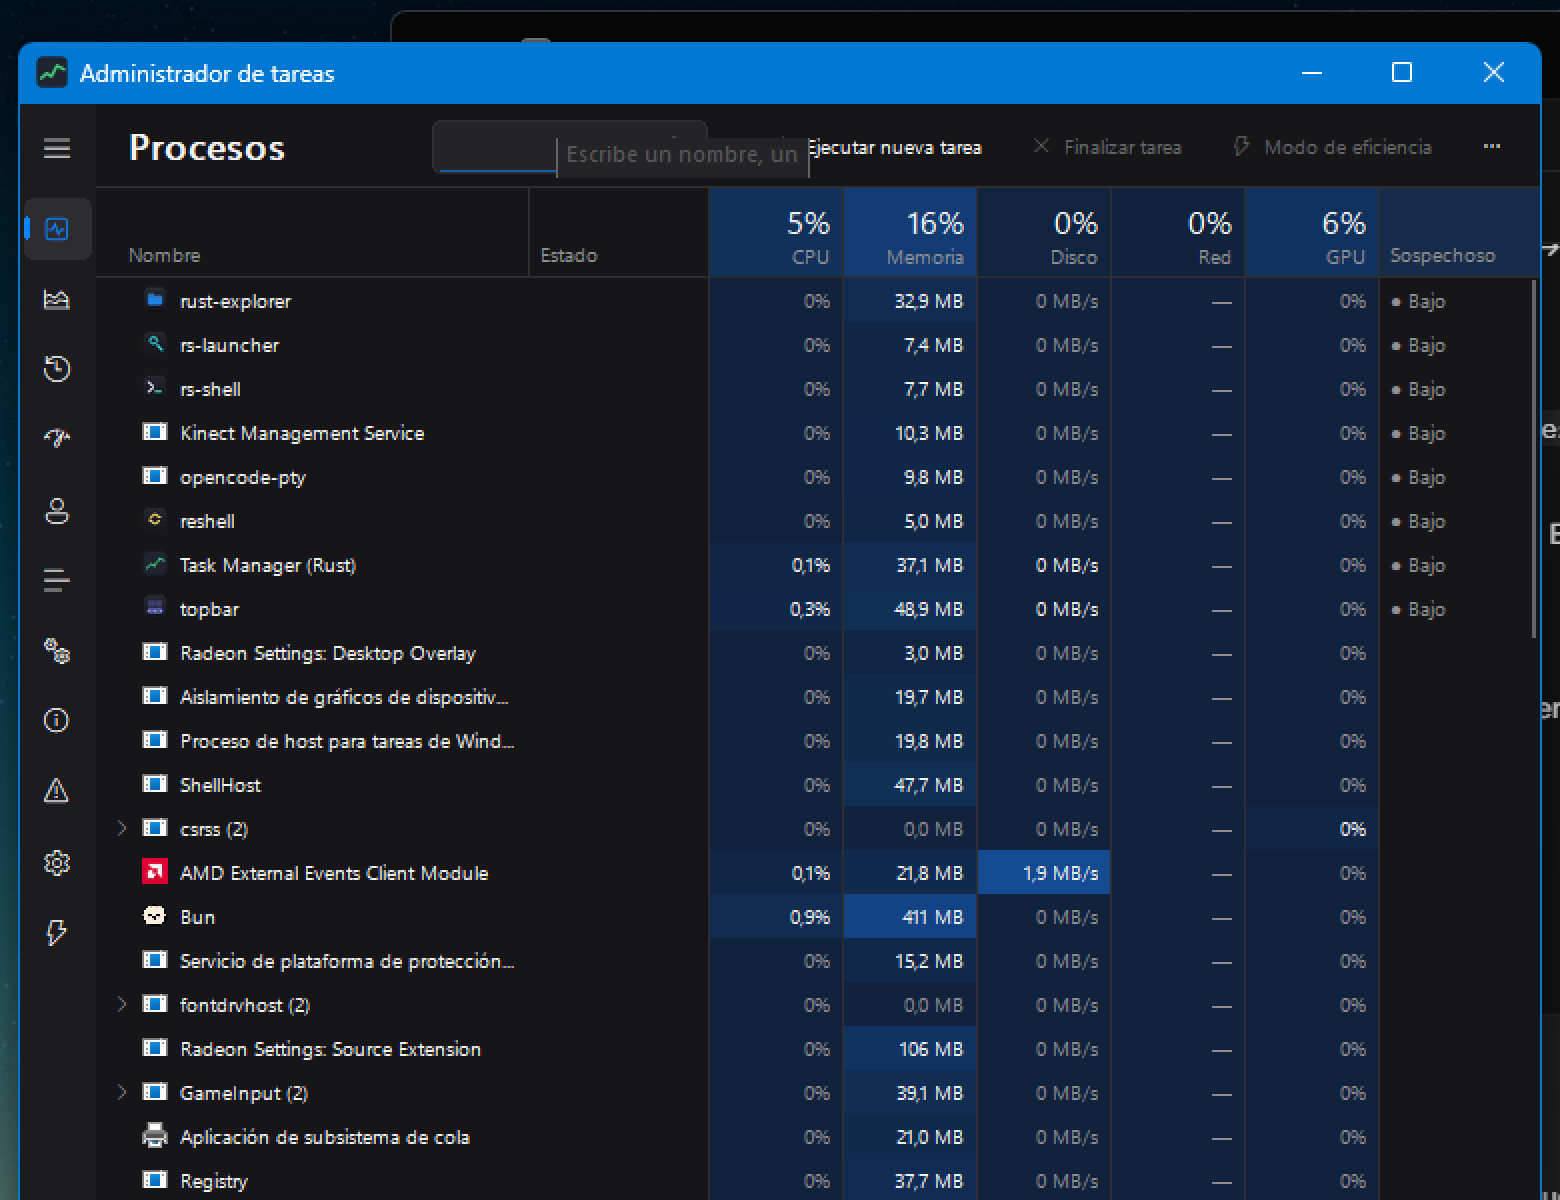 Administrador de tareas
Procesos
Escribe un nombre, un
Ejecutar nueva tarea
Finalizar tarea
Modo de eficiencia
Nombre Estado 5% CPU 16% Memoria 0% Disco 0% Red 6% GPU Sospechoso
rust-explorer 0% 32,9 MB 0 MB/s — 0% • Bajo
rs-launcher 0% 7,4 MB 0 MB/s — 0% • Bajo
rs-shell 0% 7,7 MB 0 MB/s — 0% • Bajo
Kinect Management Service 0% 10,3 MB 0 MB/s — 0% • Bajo
opencode-pty 0% 9,8 MB 0 MB/s — 0% • Bajo
reshell 0% 5,0 MB 0 MB/s — 0% • Bajo
Task Manager (Rust) 0,1% 37,1 MB 0 MB/s — 0% • Bajo
topbar 0,3% 48,9 MB 0 MB/s — 0% • Bajo
Radeon Settings: Desktop Overlay 0% 3,0 MB 0 MB/s — 0%
Aislamiento de gráficos de dispositiv... 0% 19,7 MB 0 MB/s — 0%
Proceso de host para tareas de Wind... 0% 19,8 MB 0 MB/s — 0%
ShellHost 0% 47,7 MB 0 MB/s — 0%
csrss (2) 0% 0,0 MB 0 MB/s — 0%
AMD External Events Client Module 0,1% 21,8 MB 1,9 MB/s — 0%
Bun 0,9% 411 MB 0 MB/s — 0%
Servicio de plataforma de protección... 0% 15,2 MB 0 MB/s — 0%
fontdrvhost (2) 0% 0,0 MB 0 MB/s — 0%
Radeon Settings: Source Extension 0% 106 MB 0 MB/s — 0%
GameInput (2) 0% 39,1 MB 0 MB/s — 0%
Aplicación de subsistema de cola 0% 21,0 MB 0 MB/s — 0%
Registry 0% 37,7 MB 0 MB/s — 0%